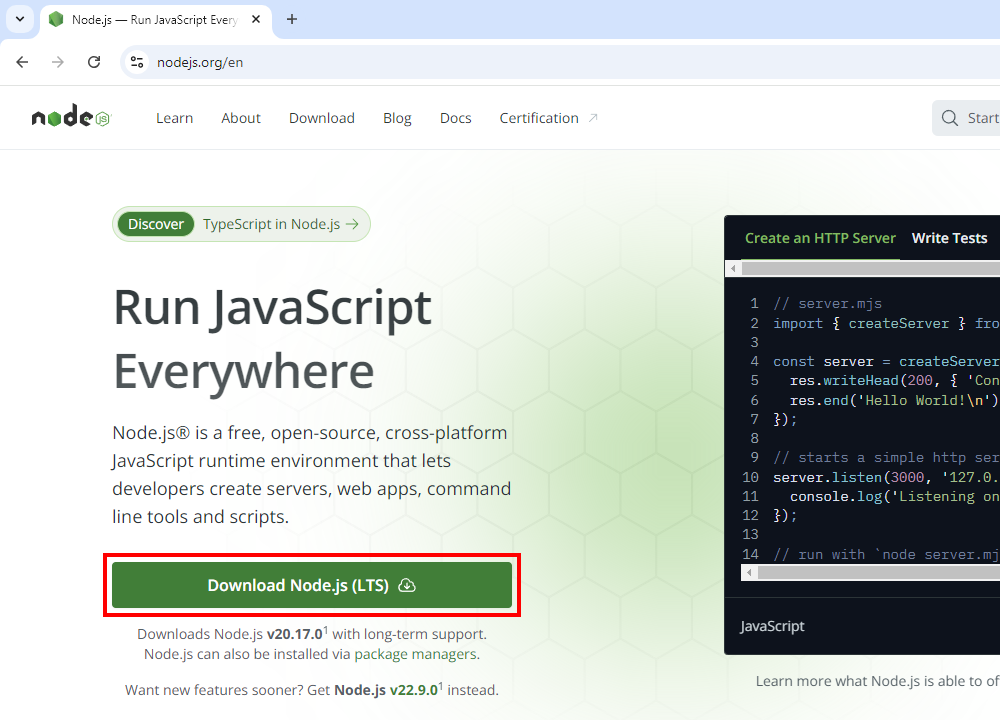 Node.js — Run JavaScript Every
nodejs.org/en
node JS
Learn About Download Blog Docs Certification
Start
Discover TypeScript in Node.js →
Run JavaScript
Everywhere
Node.js® is a free, open-source, cross-platform
JavaScript runtime environment that lets
developers create servers, web apps, command
line tools and scripts.
Download Node.js (LTS)
Downloads Node.js v20.17.0¹ with long-term support.
Node.js can also be installed via package managers.
Want new features sooner? Get Node.js v22.9.0¹ instead.
Create an HTTP Server Write Tests
1 // server.mjs
2 import { createServer } fro
3
4 const server = createServer
5 res.writeHead(200, { 'Con
6 res.end('Hello World!\n')
7 });
8
9 // starts a simple http ser
10 server.listen(3000, '127.0.
11 console.log('Listening on
12 });
13
14 // run with `node server.mj
JavaScript
Learn more what Node.js is able to of